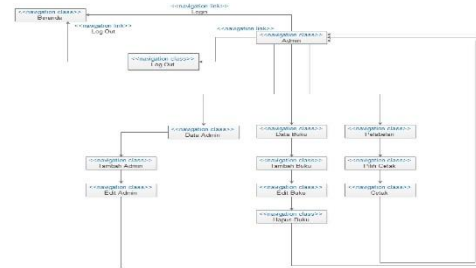 <<navigation class>>
Beranda
<<navigation link>>
Login
<<navigation link>>
Log Out
<<navigation link>>
<<navigation class>>
Admin
<<navigation class>>
Log Out
<<navigation class>>
Data Admin
<<navigation class>>
Data Buku
<<navigation class>>
Pelabelan
<<navigation class>>
Tambah Admin
<<navigation class>>
Tambah Buku
<<navigation class>>
Pilih Cetak
<<navigation class>>
Edit Admin
<<navigation class>>
Edit Buku
<<navigation class>>
Cetak
<<navigation class>>
Hapus Buku